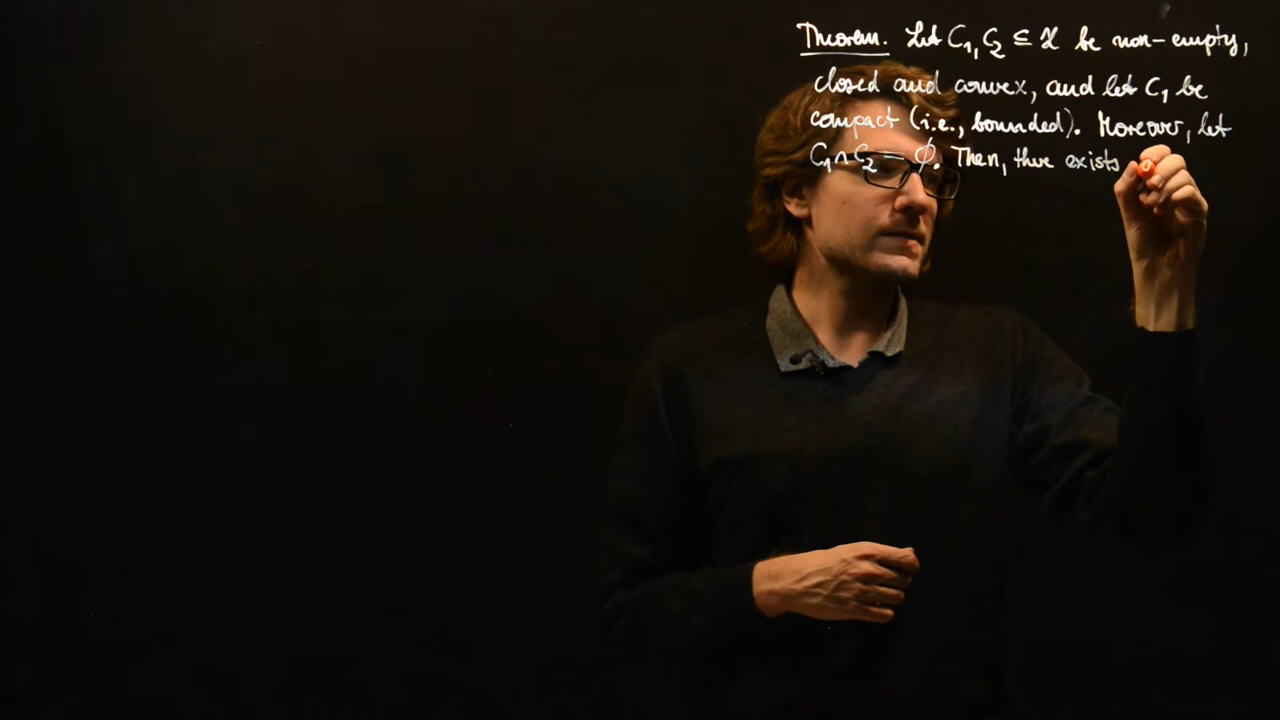 Theorem. Let C₁, C₂ ⊆ X be non-empty,
closed and convex, and let C₁ be
compact (i.e., bounded). Moreover, let
C₁ ∩ C₂ = ∅. Then, there exists